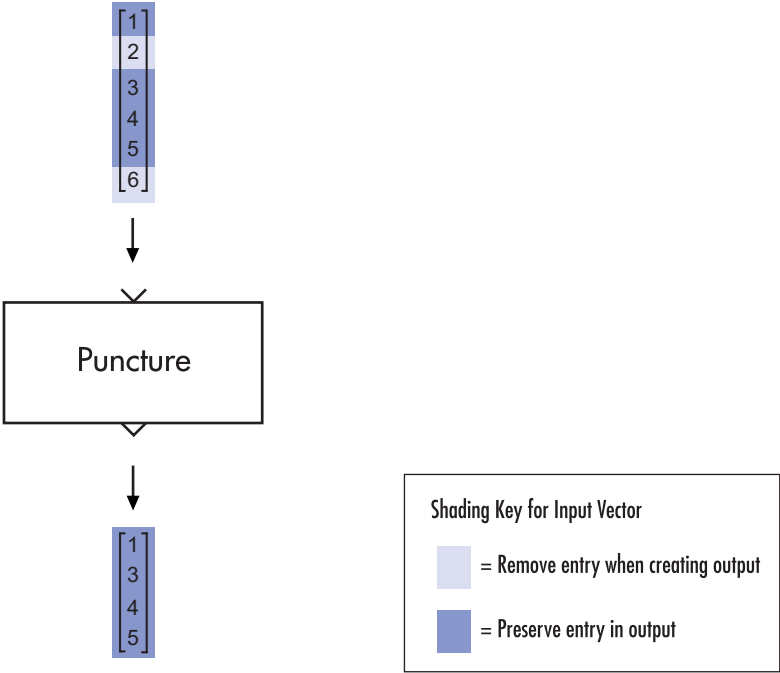 1
2
3
4
5
6
Puncture
1
3
4
5
Shading Key for Input Vector
= Remove entry when creating output
= Preserve entry in output